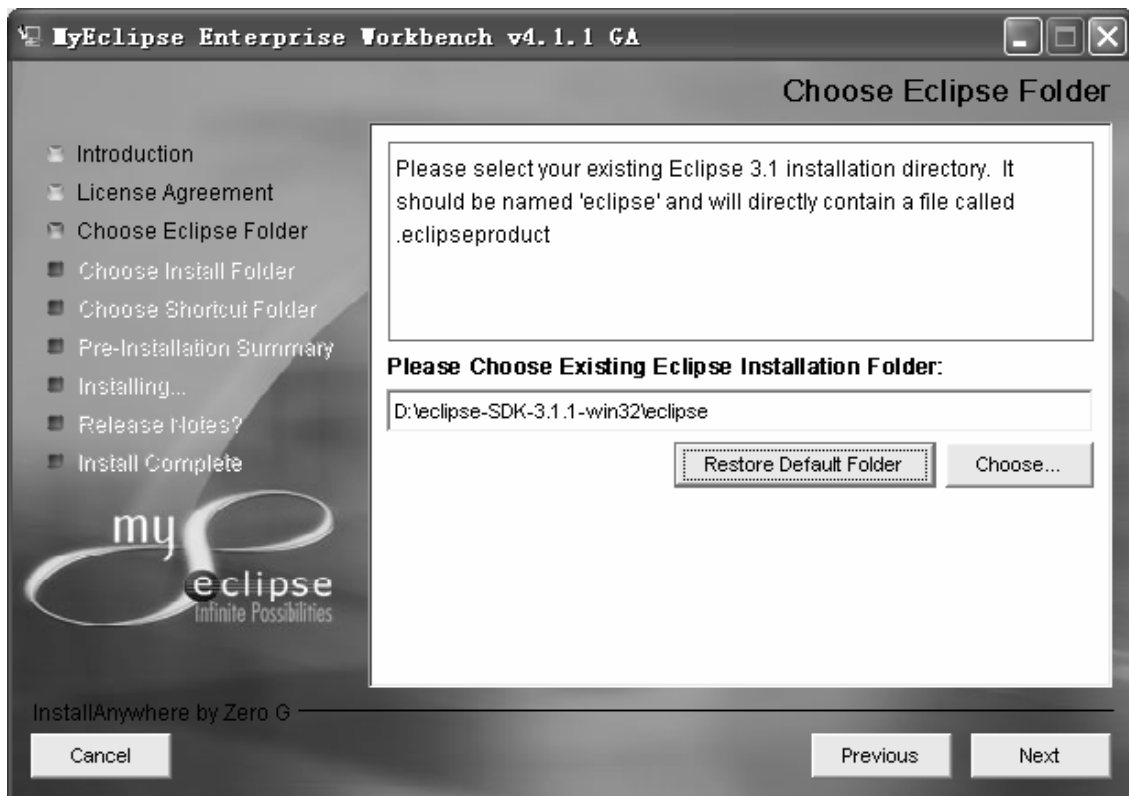 MyEclipse Enterprise Workbench v4.1.1 GA
Choose Eclipse Folder
Introduction
License Agreement
Choose Eclipse Folder
Choose Install Folder
Choose Shortcut Folder
Pre-Installation Summary
Installing...
Release Notes?
Install Complete
my
eclipse
Infinite Possibilities
Please select your existing Eclipse 3.1 installation directory. It
should be named 'eclipse' and will directly contain a file called
.eclipseproduct
Please Choose Existing Eclipse Installation Folder:
D:\eclipse-SDK-3.1.1-win32\eclipse
Restore Default Folder
Choose...
InstallAnywhere by Zero G
Cancel
Previous
Next